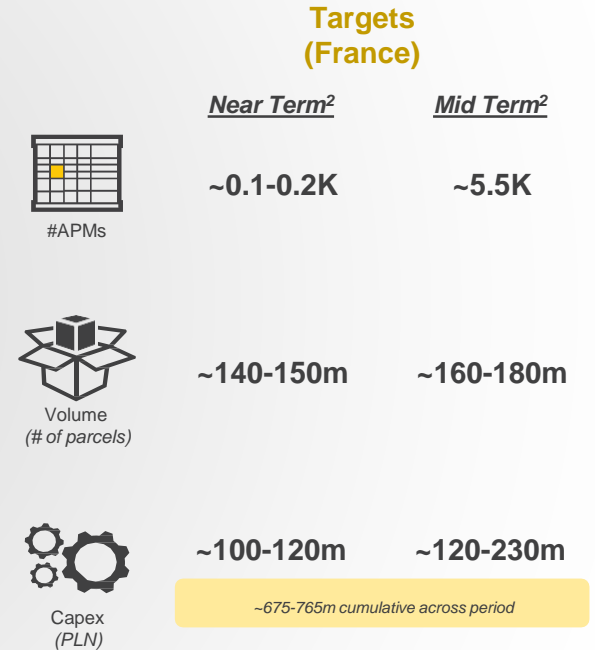 Targets
(France)
Near Term² Mid Term²
~0.1-0.2K ~5.5K
#APMs
~140-150m ~160-180m
Volume
(# of parcels)
~100-120m ~120-230m
~675-765m cumulative across period
Capex
(PLN)